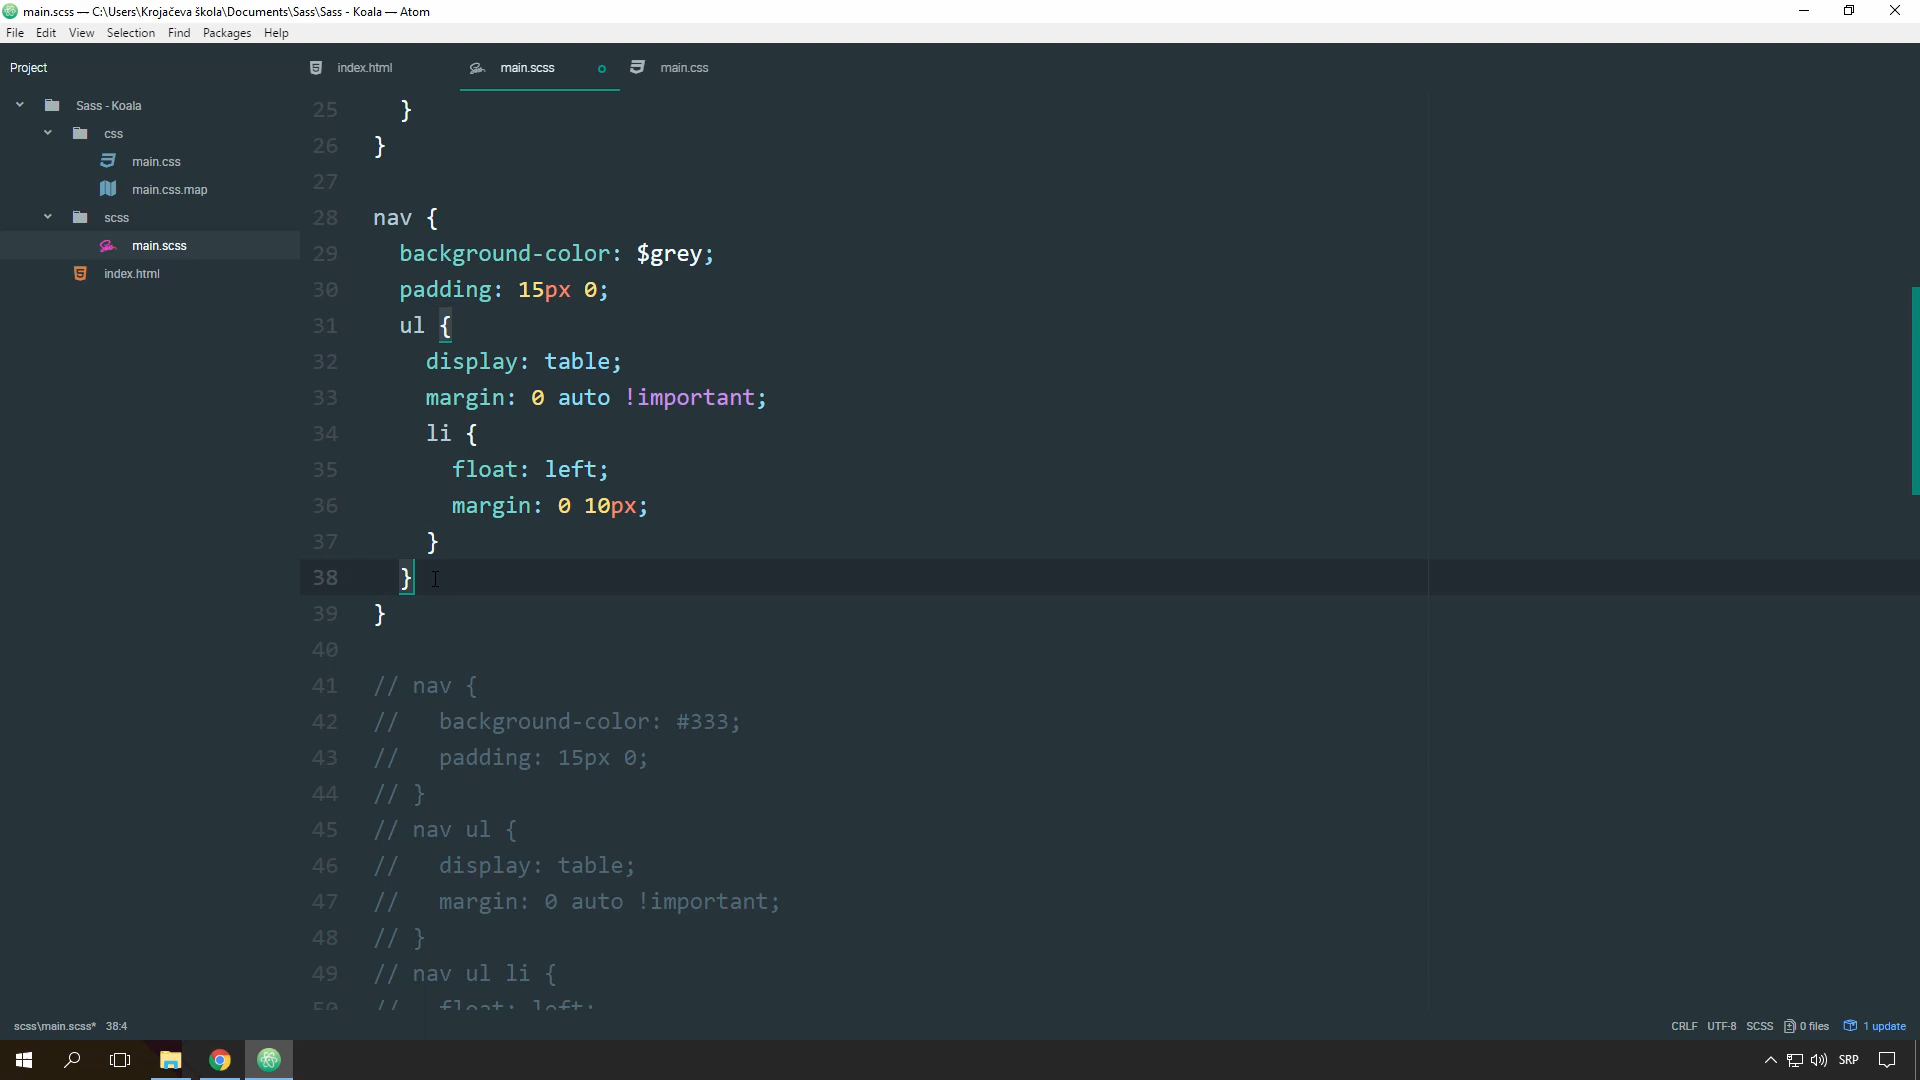 main.scss — C:\Users\Krojačeva škola\Documents\Sass\Sass - Koala — Atom
File Edit View Selection Find Packages Help
Project
index.html
main.scss
main.css
Sass - Koala
css
main.css
main.css.map
scss
main.scss
index.html
25 }
26 }
27
28 nav {
29 background-color: $grey;
30 padding: 15px 0;
31 ul {
32 display: table;
33 margin: 0 auto !important;
34 li {
35 float: left;
36 margin: 0 10px;
37 }
38 }
39 }
40
41 // nav {
42 // background-color: #333;
43 // padding: 15px 0;
44 // }
45 // nav ul {
46 // display: table;
47 // margin: 0 auto !important;
48 // }
49 // nav ul li {
50 // float: left;
scss\main.scss* 38:4
CRLF UTF-8 SCSS 0 files 1 update
SRP